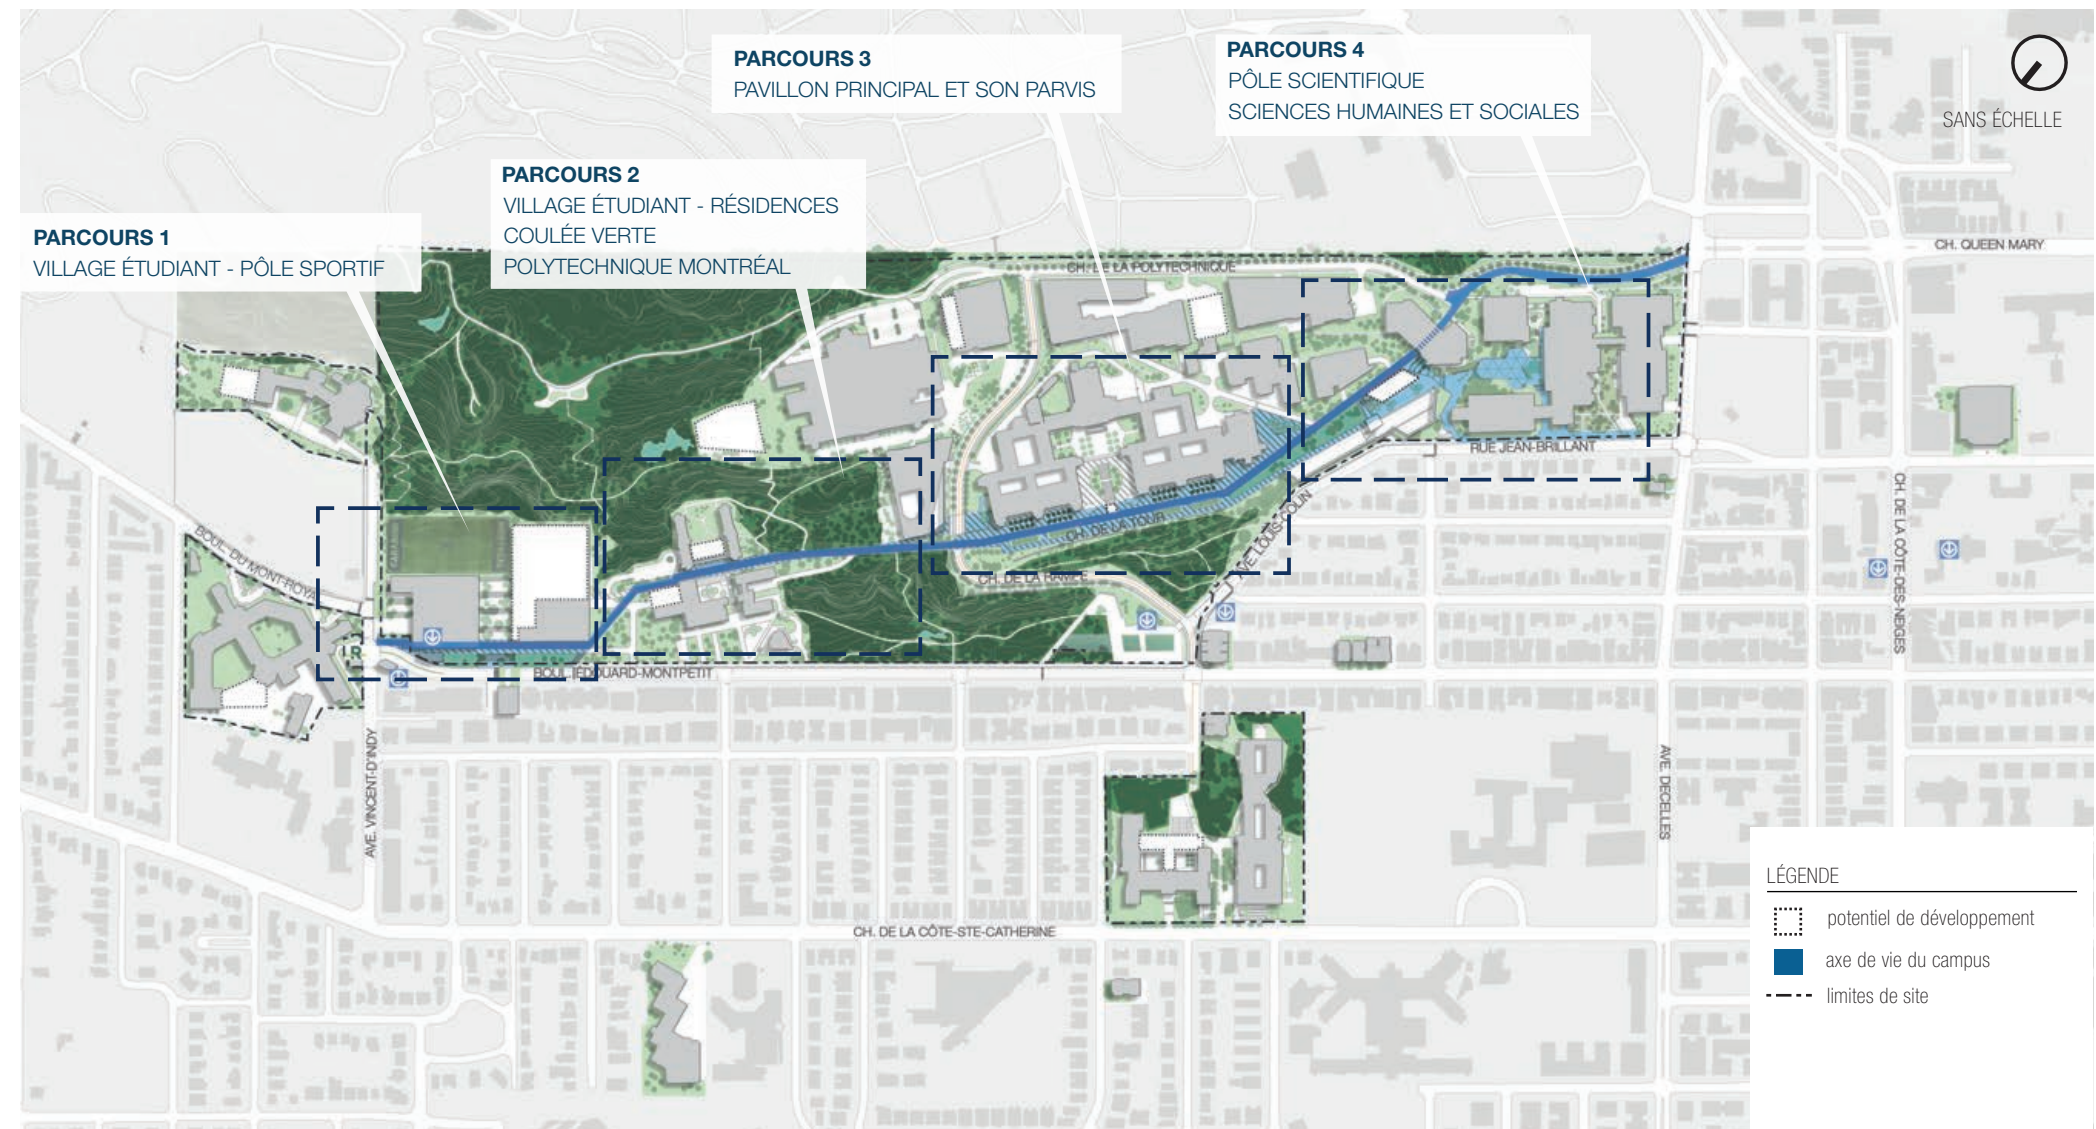 PARCOURS 3
PAVILLON PRINCIPAL ET SON PARVIS
PARCOURS 4
PÔLE SCIENTIFIQUE
SCIENCES HUMAINES ET SOCIALES
SANS ÉCHELLE
PARCOURS 2
VILLAGE ÉTUDIANT - RÉSIDENCES
COULÉE VERTE
POLYTECHNIQUE MONTRÉAL
PARCOURS 1
VILLAGE ÉTUDIANT - PÔLE SPORTIF
CH. QUEEN MARY
CH. DE LA POLYTECHNIQUE
RUE JEAN-BRILLANT
CH. DE LA TOUR
AVE. LOUIS-COLIN
CH. DE LA RAMPE
BOUL. DU MONT-ROYAL
CH. DE LA CÔTE-DES-NEIGES
BOUL. ÉDOUARD-MONTPETIT
AVE. VINCENT-D'INDY
AVE. DECELLES
CH. DE LA CÔTE-STE-CATHERINE
LÉGENDE
potentiel de développement
axe de vie du campus
limites de site